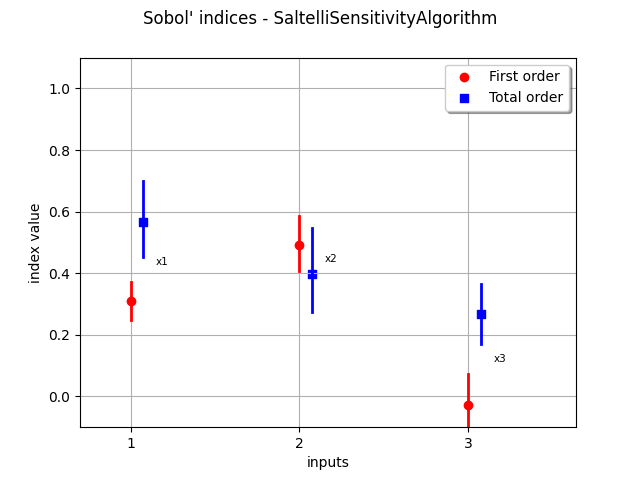 Sobol' indices - SaltelliSensitivityAlgorithm
First order
Total order
1.0
0.8
0.6
0.4
0.2
0.0
index value
x1
x2
x3
1 2 3
inputs